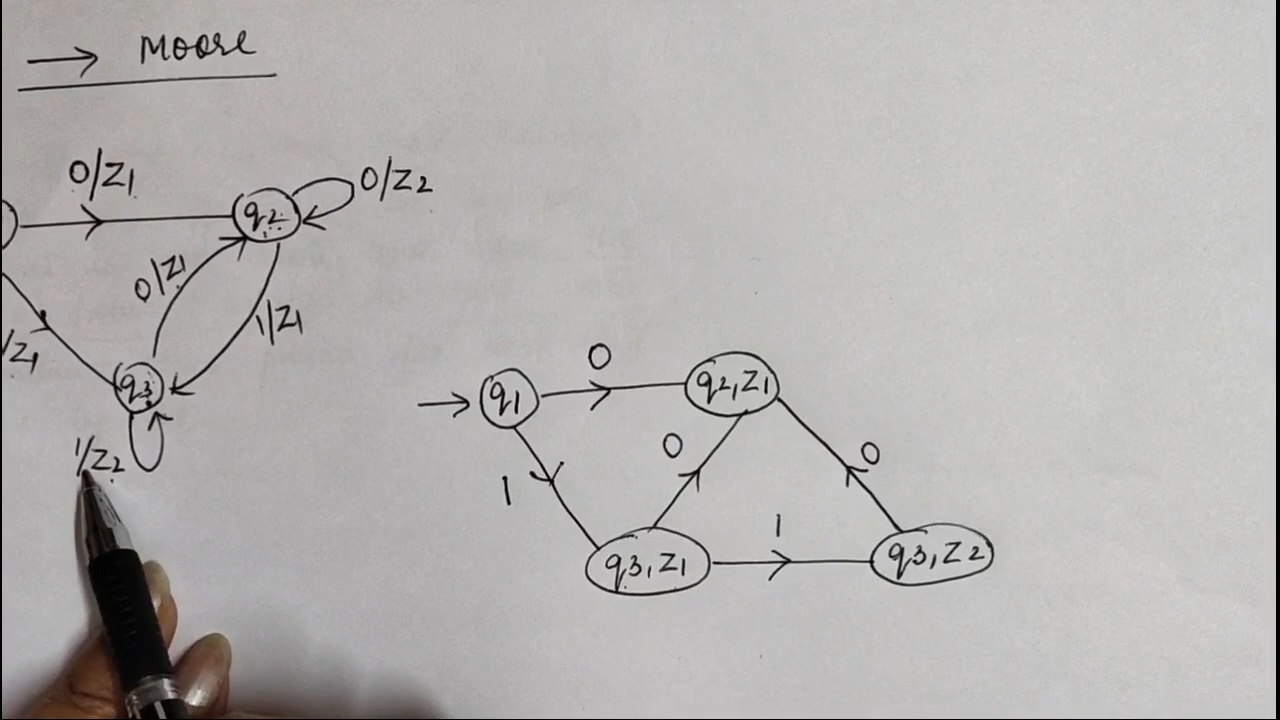 → Moore
0/Z1
q2
0/Z2
0/Z1
1/Z1
/Z1
q3
1/Z2
→ q1
0
q2,Z1
1
0
0
q3,Z1
1
q3,Z2